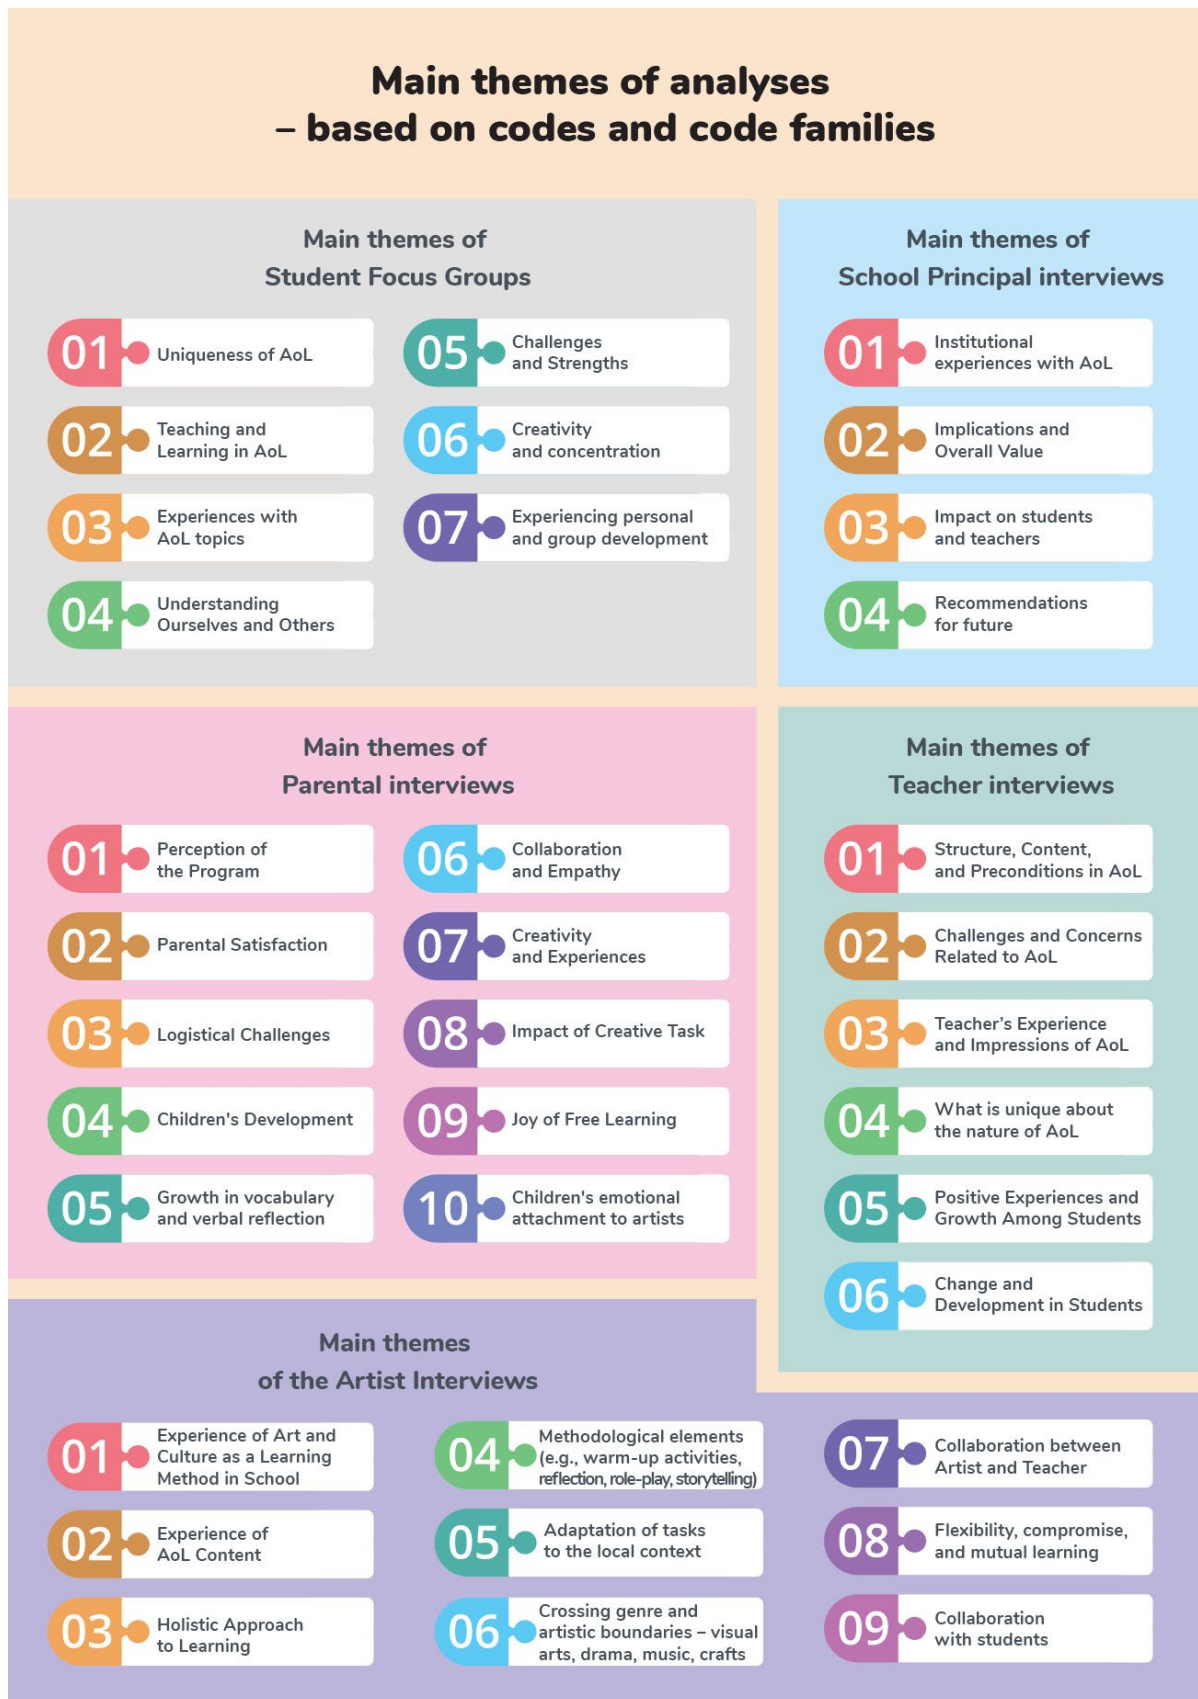 Main themes of analyses
– based on codes and code families
Main themes of
Student Focus Groups
01
Uniqueness of AoL
02
Teaching and
Learning in AoL
03
Experiences with
AoL topics
04
Understanding
Ourselves and Others
05
Challenges
and Strengths
06
Creativity
and concentration
07
Experiencing personal
and group development
Main themes of
School Principal interviews
01
Institutional
experiences with AoL
02
Implications and
Overall Value
03
Impact on students
and teachers
04
Recommendations
for future
Main themes of
Parental interviews
01
Perception of
the Program
02
Parental Satisfaction
03
Logistical Challenges
04
Children's Development
05
Growth in vocabulary
and verbal reflection
06
Collaboration
and Empathy
07
Creativity
and Experiences
08
Impact of Creative Task
09
Joy of Free Learning
10
Children's emotional
attachment to artists
Main themes of
Teacher interviews
01
Structure, Content,
and Preconditions in AoL
02
Challenges and Concerns
Related to AoL
03
Teacher’s Experience
and Impressions of AoL
04
What is unique about
the nature of AoL
05
Positive Experiences and
Growth Among Students
06
Change and
Development in Students
Main themes
of the Artist Interviews
01
Experience of Art and
Culture as a Learning
Method in School
02
Experience of
AoL Content
03
Holistic Approach
to Learning
04
Methodological elements
(e.g., warm-up activities,
reflection, role-play, storytelling)
05
Adaptation of tasks
to the local context
06
Crossing genre and
artistic boundaries – visual
arts, drama, music, crafts
07
Collaboration between
Artist and Teacher
08
Flexibility, compromise,
and mutual learning
09
Collaboration
with students